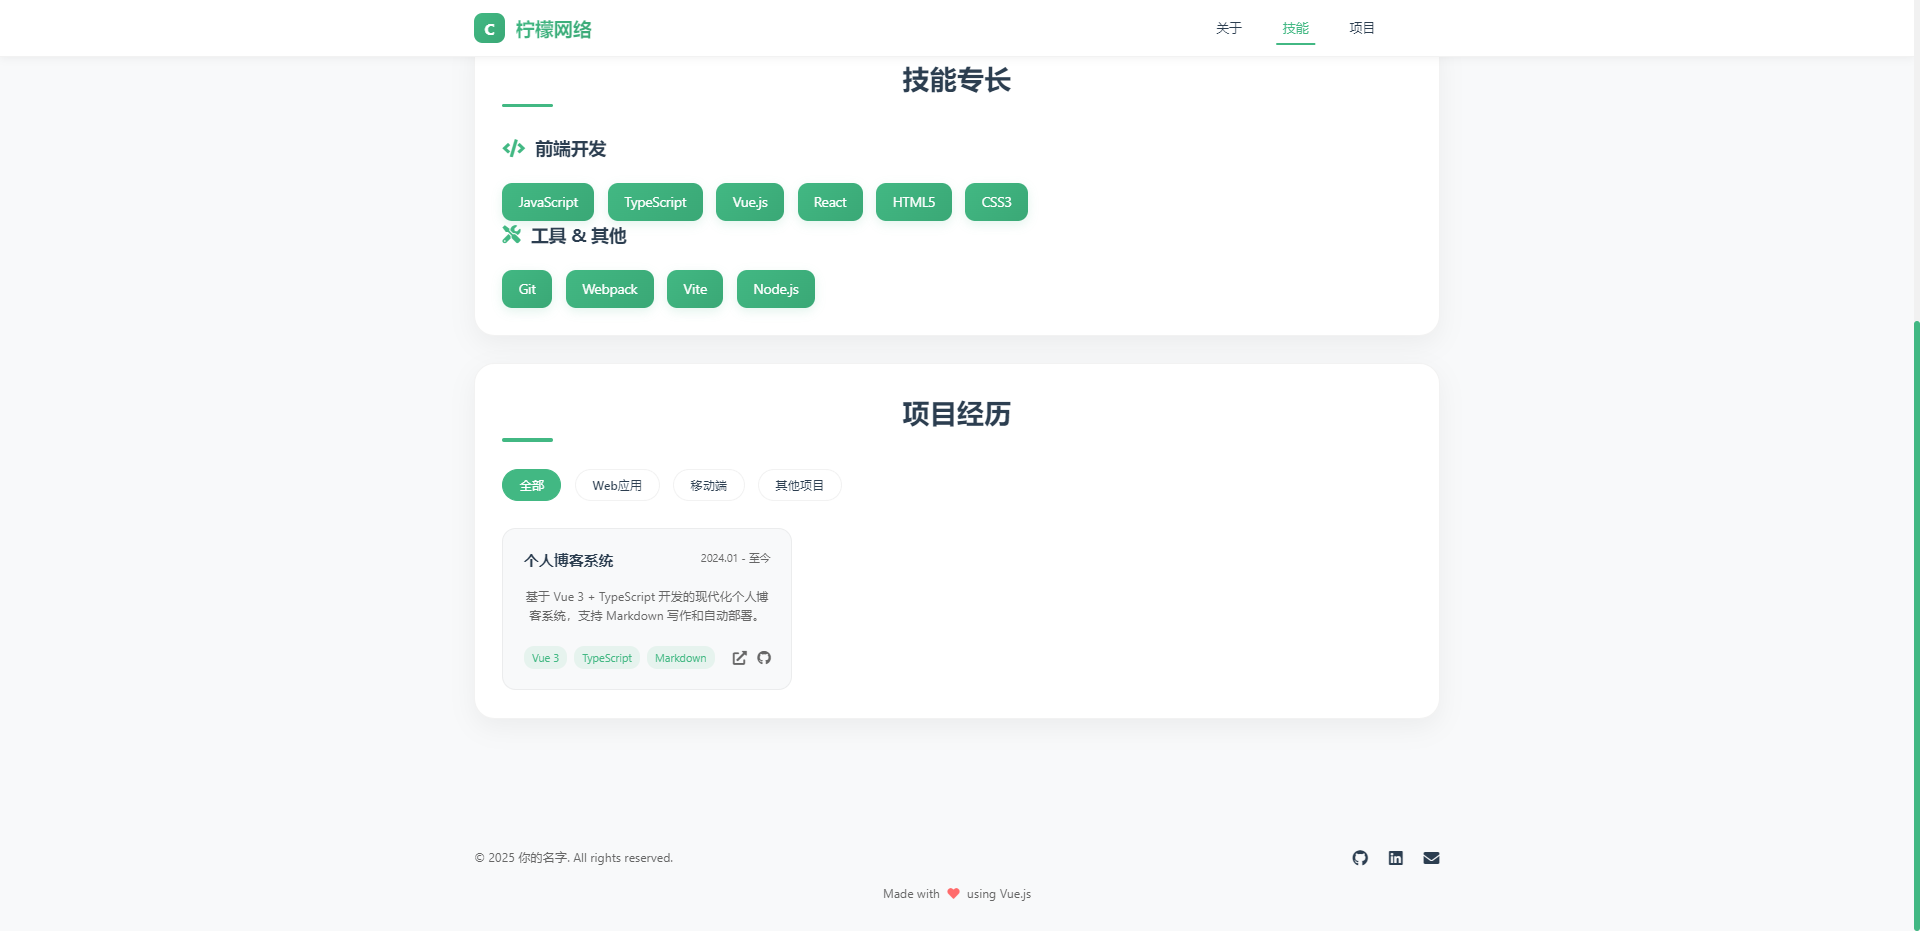 C 柠檬网络
关于 技能 项目
技能专长
前端开发
JavaScript TypeScript Vue.js React HTML5 CSS3
工具 & 其他
Git Webpack Vite Node.js
项目经历
全部 Web应用 移动端 其他项目
个人博客系统 2024.01 - 至今
基于 Vue 3 + TypeScript 开发的现代化个人博
客系统，支持 Markdown 写作和自动部署。
Vue 3 TypeScript Markdown
© 2025 你的名字. All rights reserved.
Made with ❤ using Vue.js